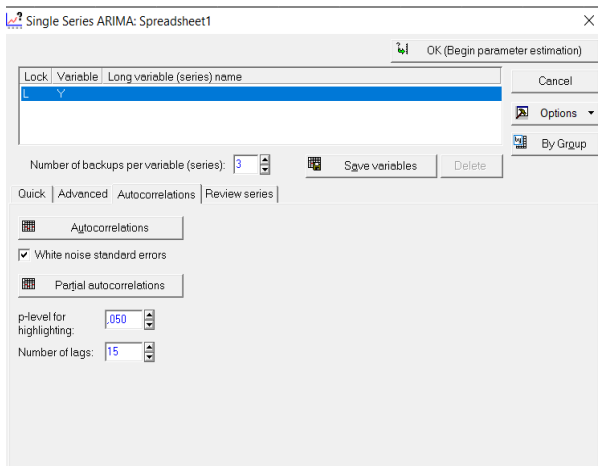 Single Series ARIMA: Spreadsheet1
OK (Begin parameter estimation)
Lock Variable Long variable (series) name
L Y
Cancel
Options
By Group
Number of backups per variable (series): 3
Save variables
Delete
Quick Advanced Autocorrelations Review series
Autocorrelations
White noise standard errors
Partial autocorrelations
p-level for
highlighting: ,050
Number of lags: 15